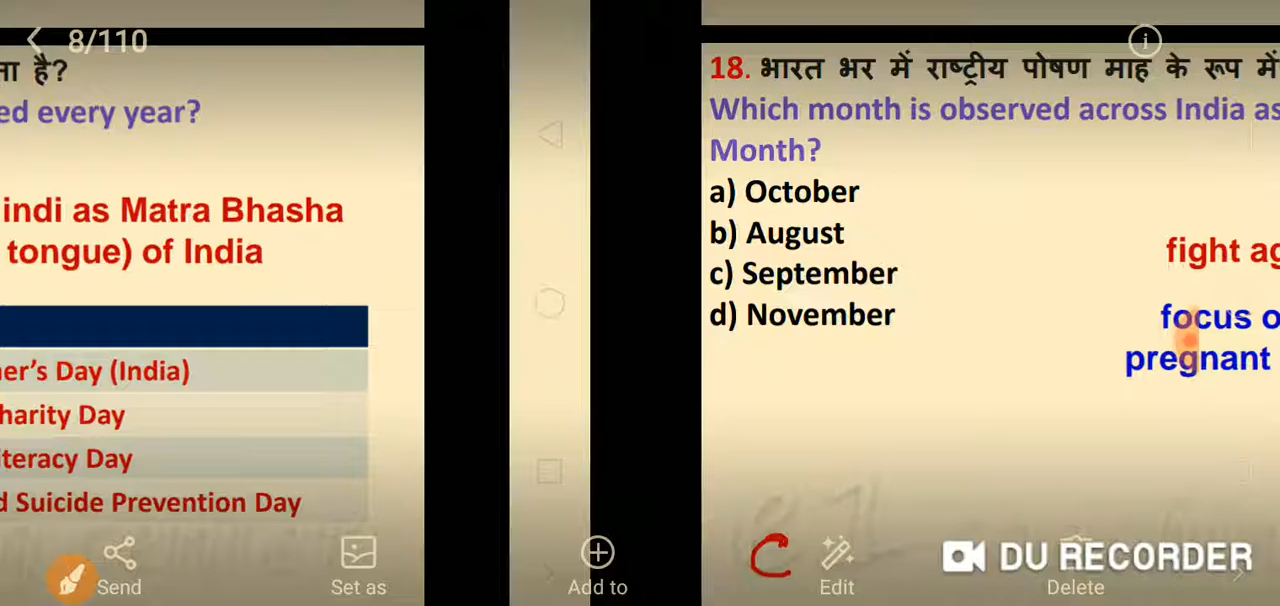 8/110
ना है?
ed every year?
indi as Matra Bhasha
tongue) of India
er's Day (India)
harity Day
iteracy Day
d Suicide Prevention Day
18. भारत भर में राष्ट्रीय पोषण माह के रूप में
Which month is observed across India as
Month?
a) October
b) August
c) September
d) November
fight ag
focus o
pregnant
C
Send
Set as
Add to
Edit
Delete
DU RECORDER